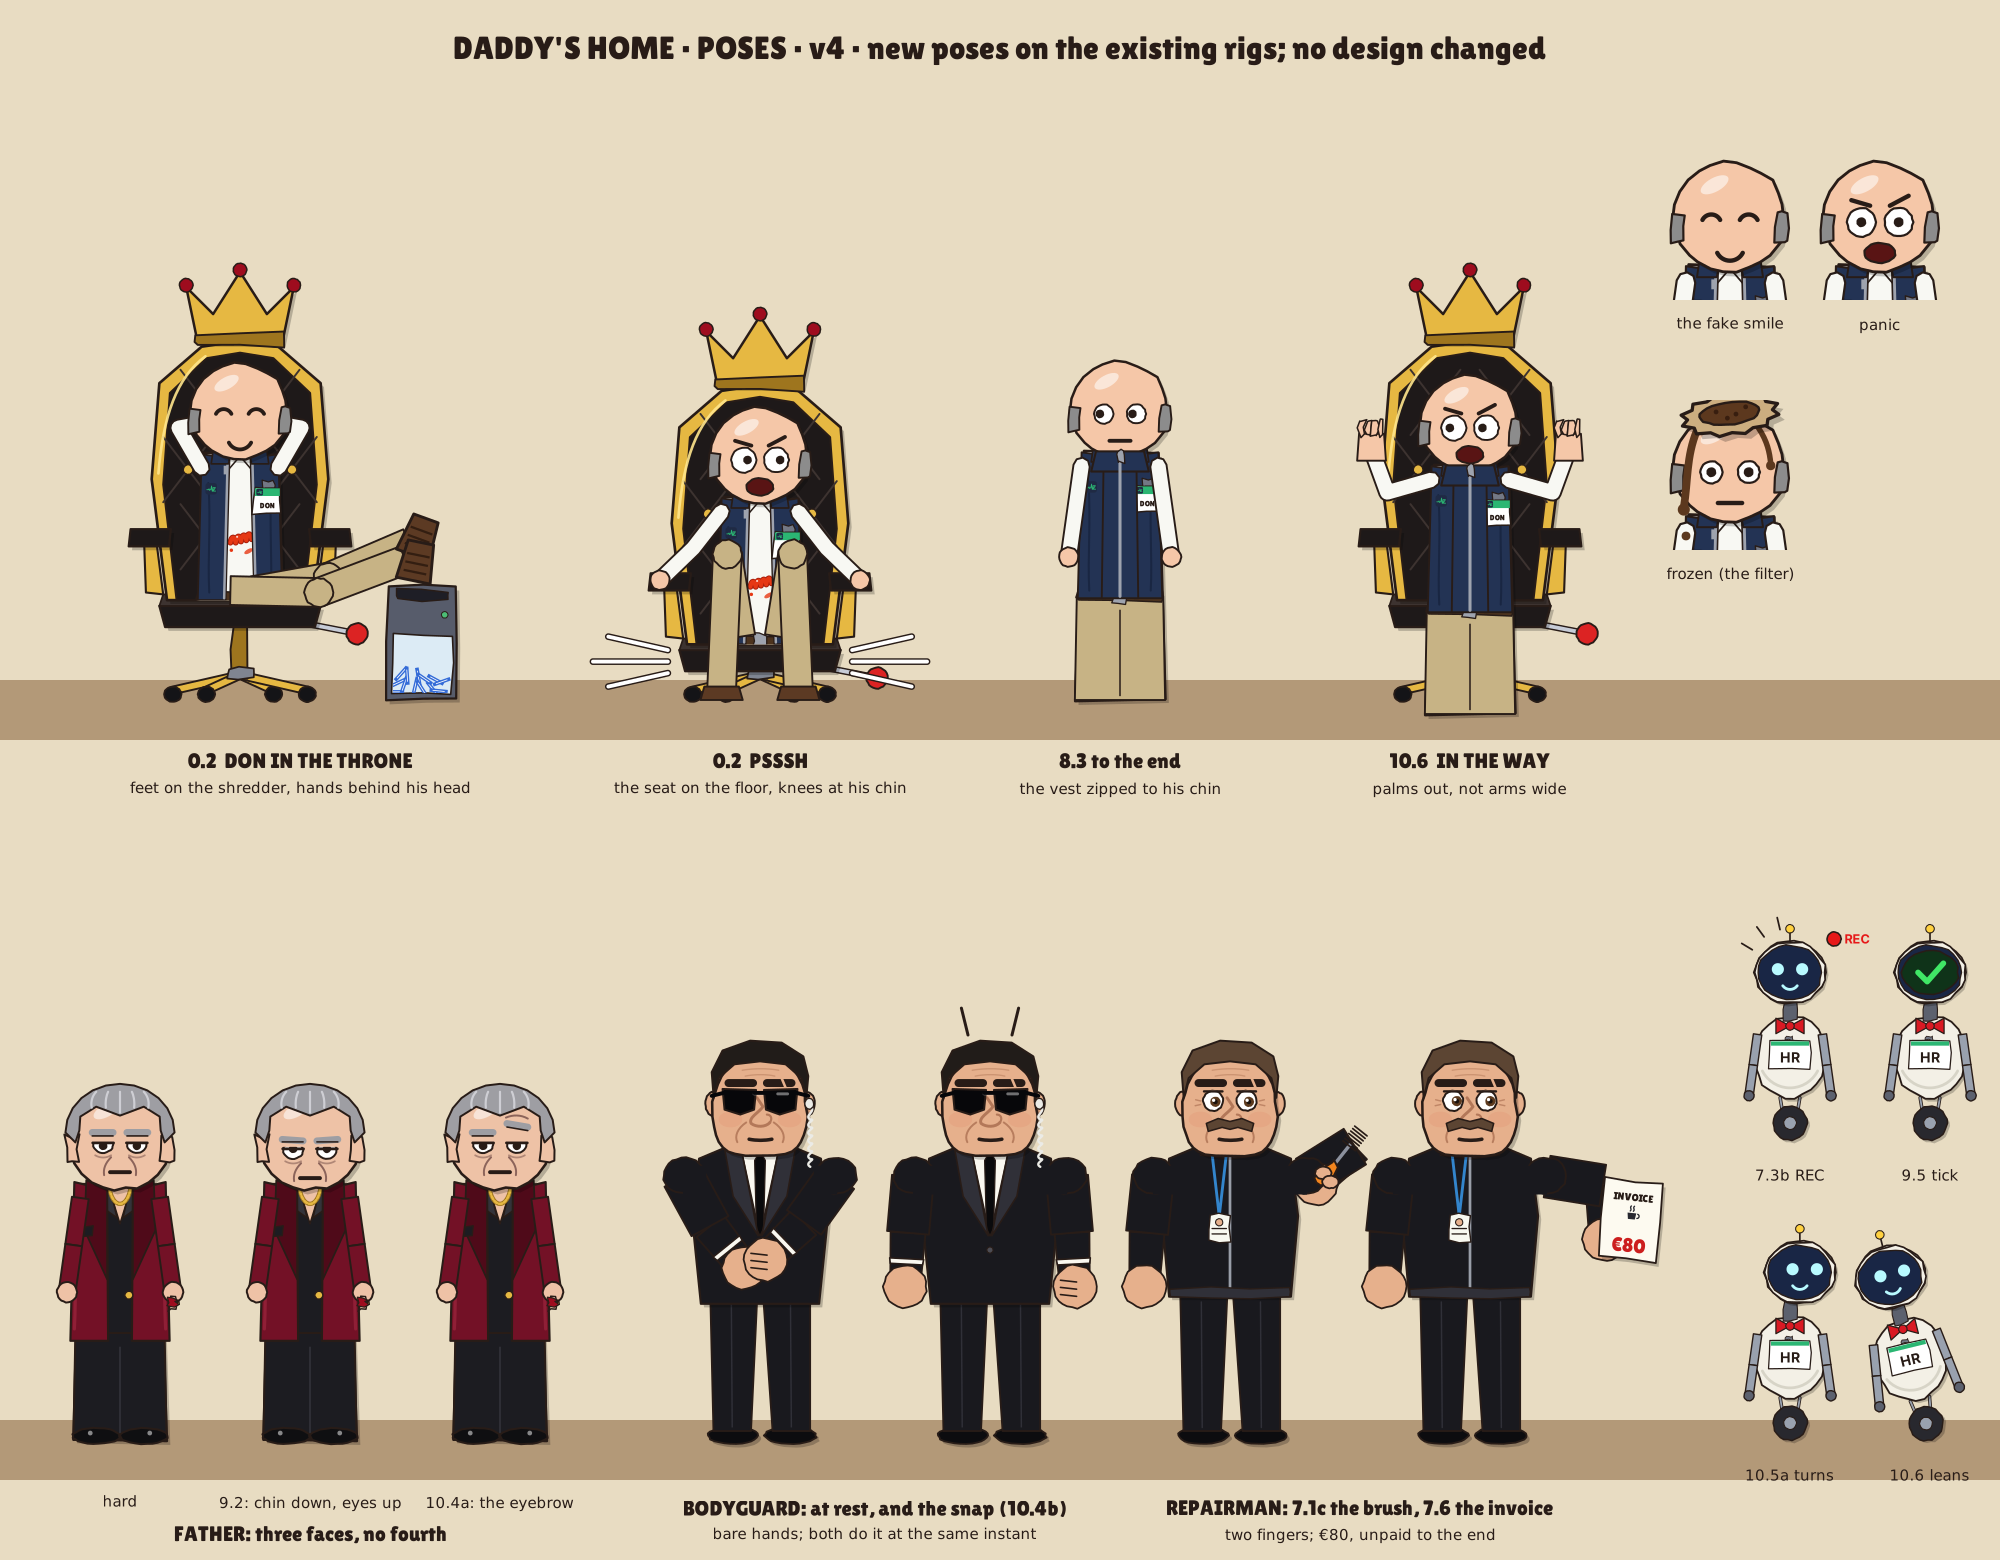 DADDY'S HOME · POSES · v4 · new poses on the existing rigs; no design changed
the fake smile
panic
frozen (the filter)
DON
DON
DON
0.2 DON IN THE THRONE
feet on the shredder, hands behind his head
0.2 PSSSH
the seat on the floor, knees at his chin
8.3 to the end
the vest zipped to his chin
10.6 IN THE WAY
palms out, not arms wide
REC
HR
HR
7.3b REC
9.5 tick
INVOICE
€80
HR
HR
10.5a turns
10.6 leans
hard
9.2: chin down, eyes up
10.4a: the eyebrow
FATHER: three faces, no fourth
BODYGUARD: at rest, and the snap (10.4b)
bare hands; both do it at the same instant
REPAIRMAN: 7.1c the brush, 7.6 the invoice
two fingers; €80, unpaid to the end